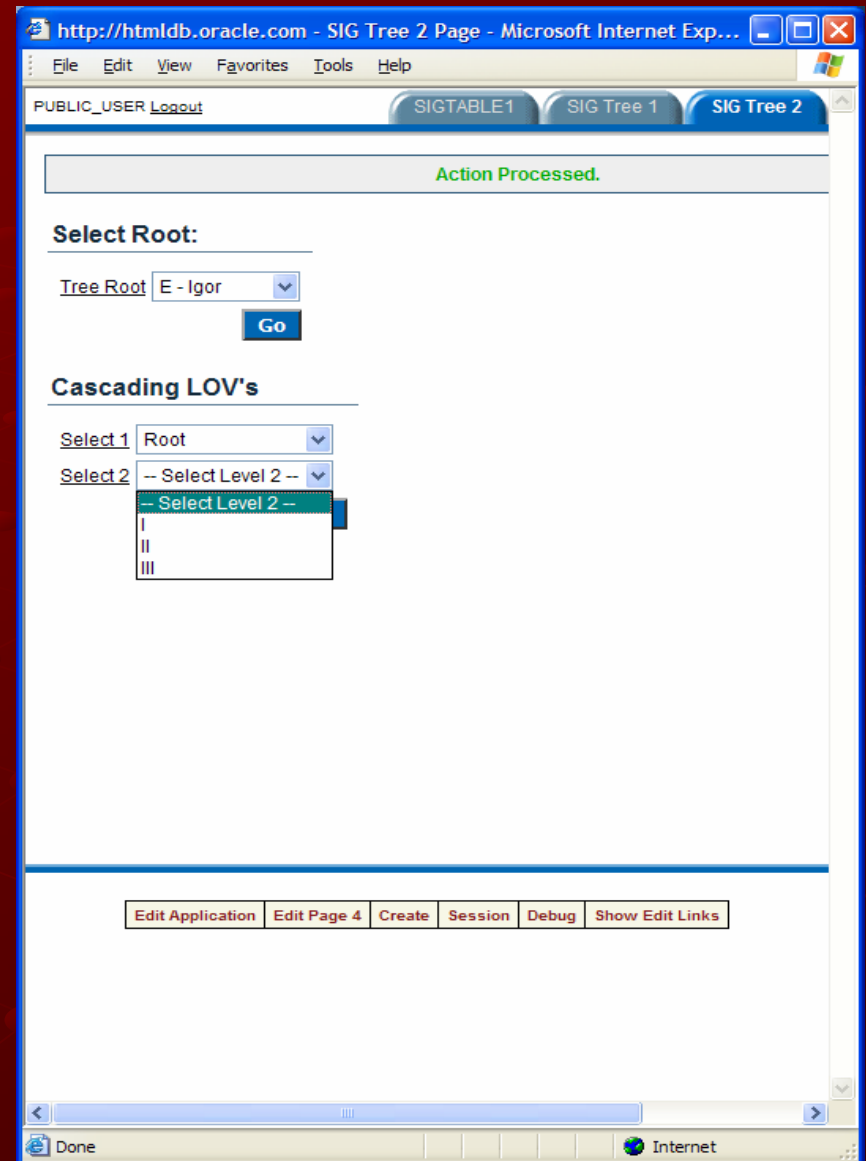 http://htmldb.oracle.com - SIG Tree 2 Page - Microsoft Internet Exp...
File Edit View Favorites Tools Help
PUBLIC_USER Logout SIGTABLE1 SIG Tree 1 SIG Tree 2
Action Processed.
Select Root:
Tree Root E - Igor
Go
Cascading LOV's
Select 1 Root
Select 2 -- Select Level 2 --
-- Select Level 2 --
I
II
III
Edit Application Edit Page 4 Create Session Debug Show Edit Links
Done Internet